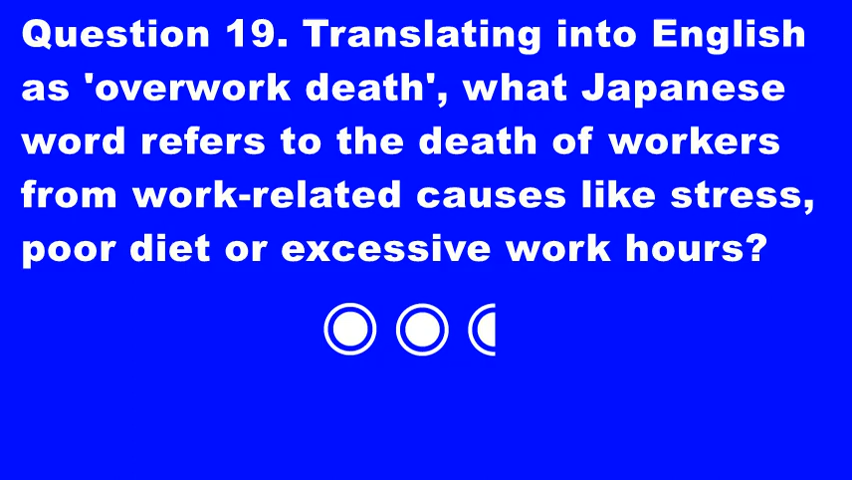 Question 19. Translating into English
as 'overwork death', what Japanese
word refers to the death of workers
from work-related causes like stress,
poor diet or excessive work hours?